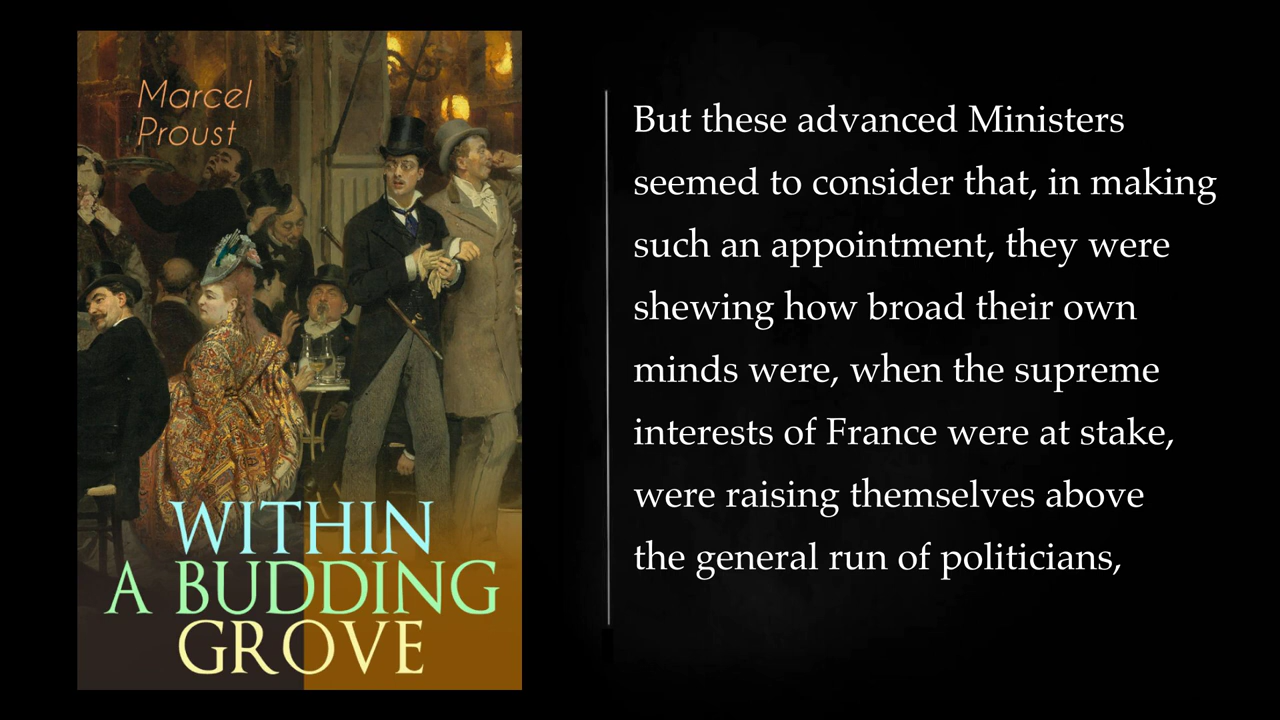 Marcel
Proust
WITHIN
A BUDDING
GROVE
But these advanced Ministers
seemed to consider that, in making
such an appointment, they were
shewing how broad their own
minds were, when the supreme
interests of France were at stake,
were raising themselves above
the general run of politicians,